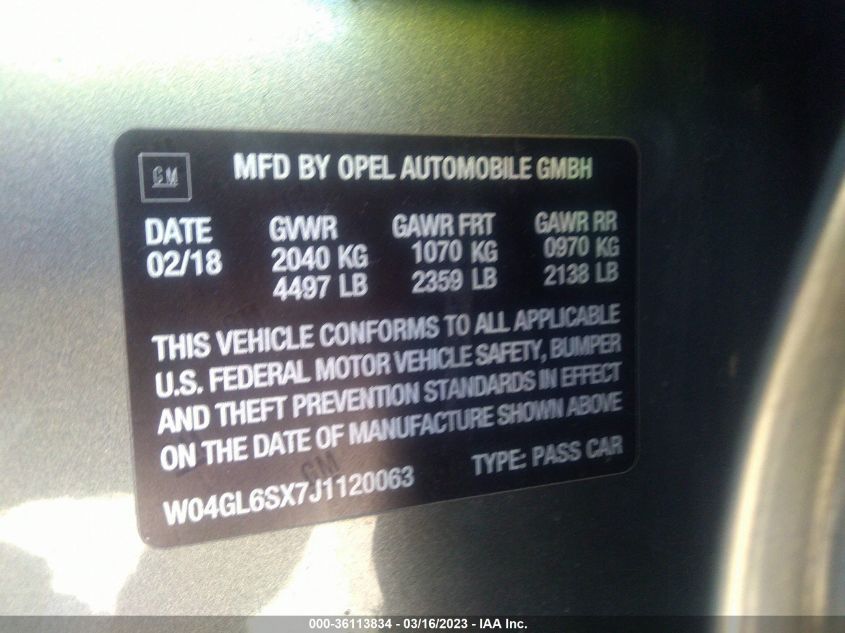 GM
MFD BY OPEL AUTOMOBILE GMBH
DATE GVWR GAWR FRT GAWR RR
02/18 2040 KG 1070 KG 0970 KG
4497 LB 2359 LB 2138 LB
THIS VEHICLE CONFORMS TO ALL APPLICABLE
U.S. FEDERAL MOTOR VEHICLE SAFETY, BUMPER
AND THEFT PREVENTION STANDARDS IN EFFECT
ON THE DATE OF MANUFACTURE SHOWN ABOVE
W04GL6SX7J1120063 TYPE: PASS CAR
000-36113834 - 03/16/2023 - IAA Inc.